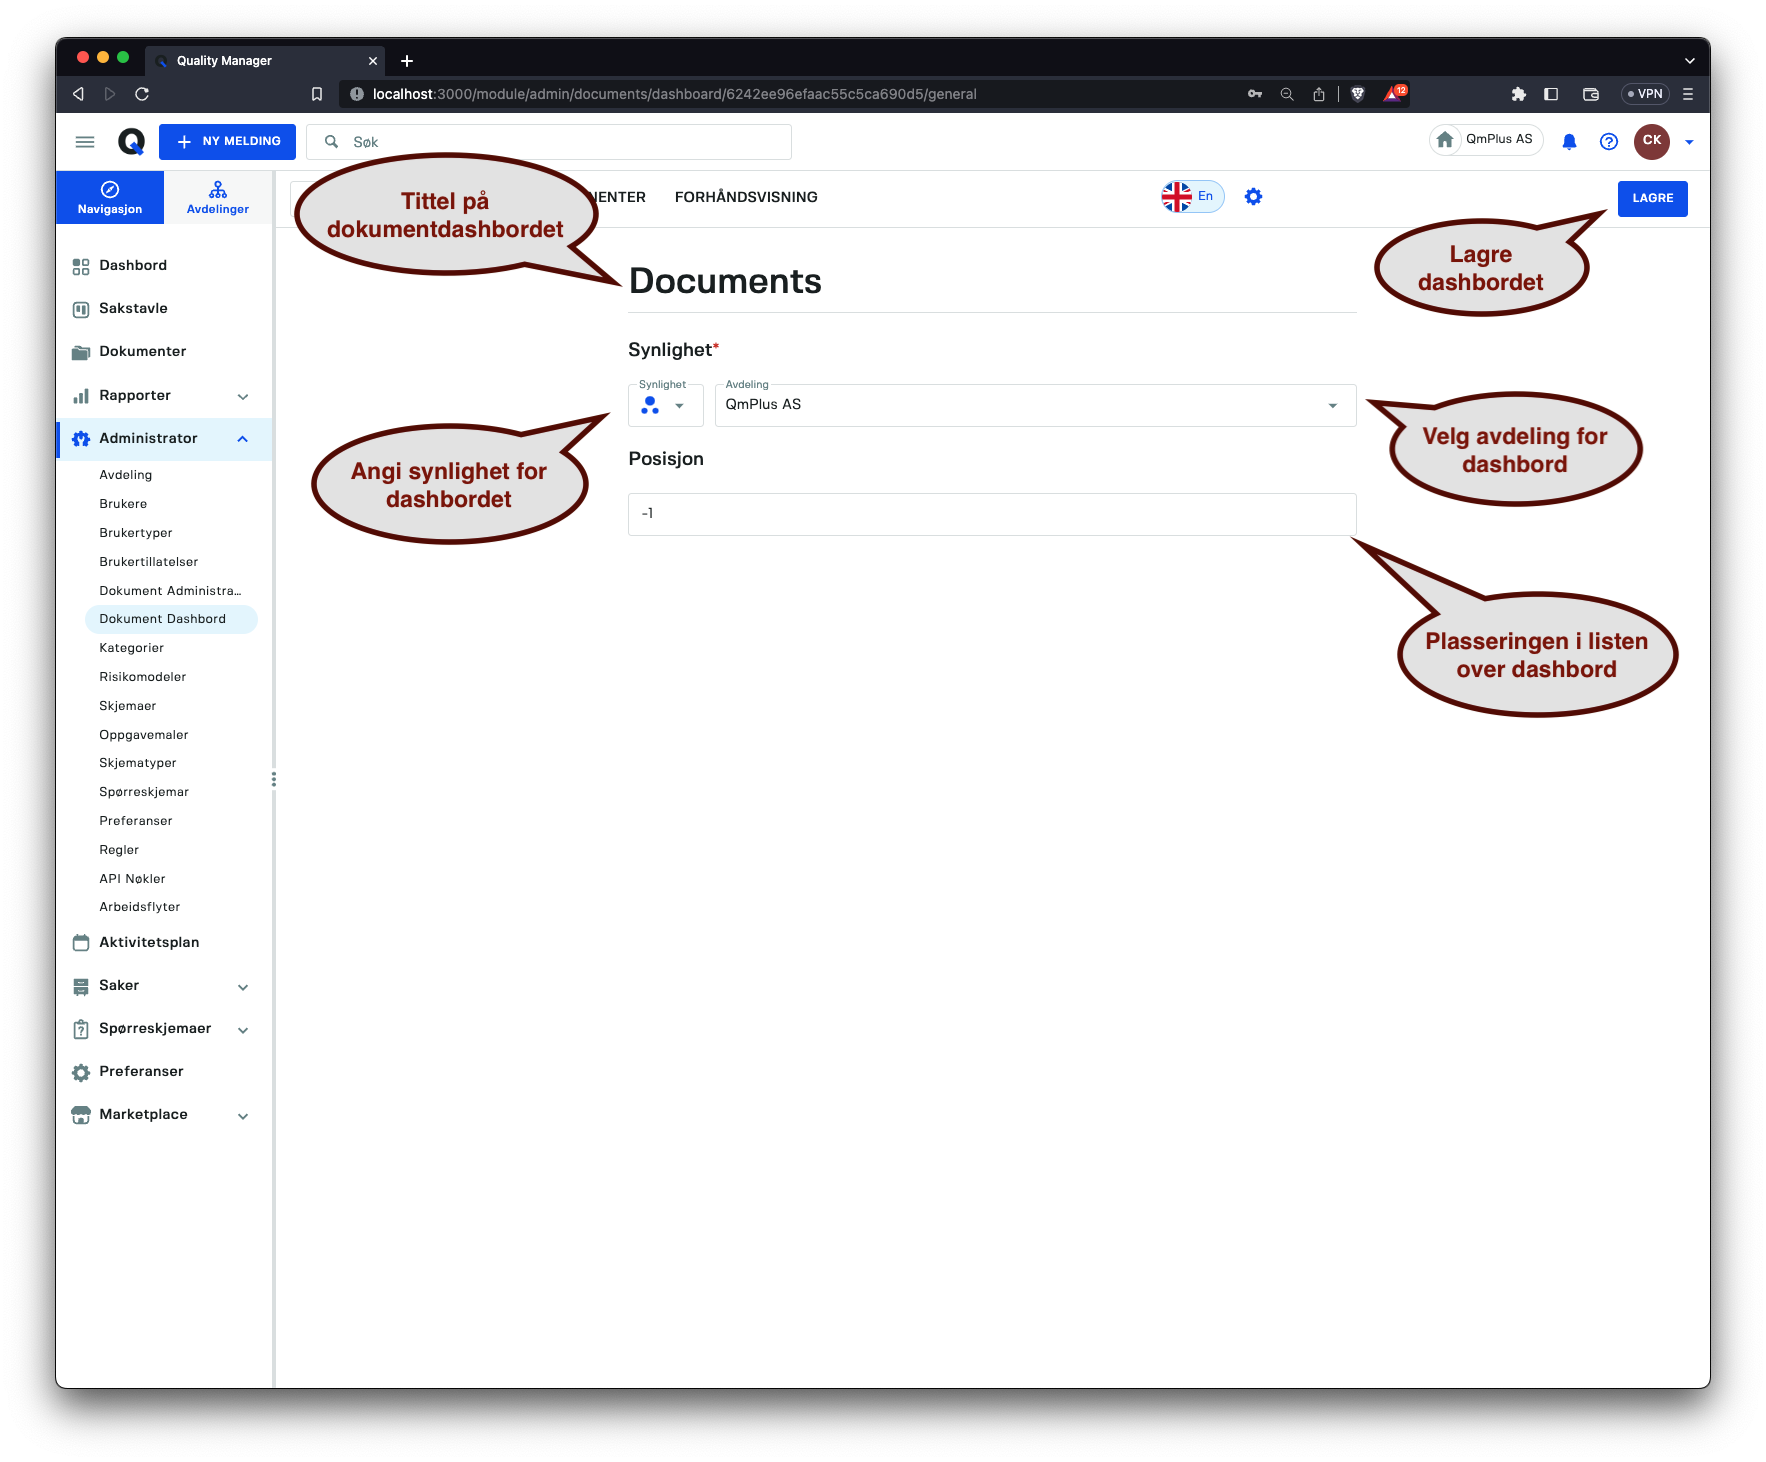 Quality Manager
localhost:3000/module/admin/documents/dashboard/6242ee96efaac55c5ca690d5/general
12
VPN
NY MELDING
Søk
QmPlus AS
CK
Navigasjon
Avdelinger
FORHÅNDSVISNING
En
LAGRE
Tittel på
dokumentdashbordet
Lagre
dashbordet
Dashbord
Sakstavle
Dokumenter
Rapporter
Administrator
Avdeling
Brukere
Brukertyper
Brukertillatelser
Dokument Administra...
Dokument Dashbord
Kategorier
Risikomodeler
Skjemaer
Oppgavemaler
Skjematyper
Spørreskjemar
Preferanser
Regler
API Nøkler
Arbeidsflyter
Aktivitetsplan
Saker
Spørreskjemaer
Preferanser
Marketplace
Documents
Synlighet*
Synlighet
Avdeling
QmPlus AS
Angi synlighet for
dashbordet
Velg avdeling for
dashbord
Posisjon
-1
Plasseringen i listen
over dashbord